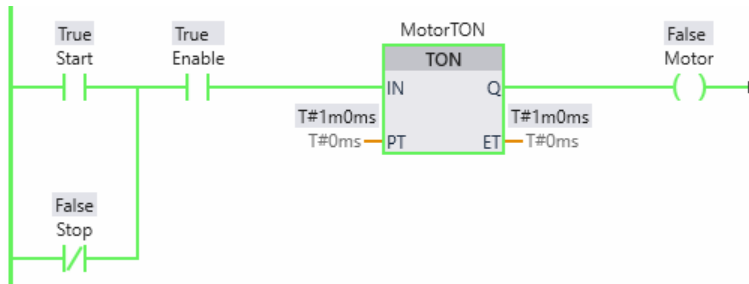 True
Start
True
Enable
MotorTON
TON
IN
Q
T#1m0ms
T#0ms
PT
T#1m0ms
ET
T#0ms
False
Motor
False
Stop